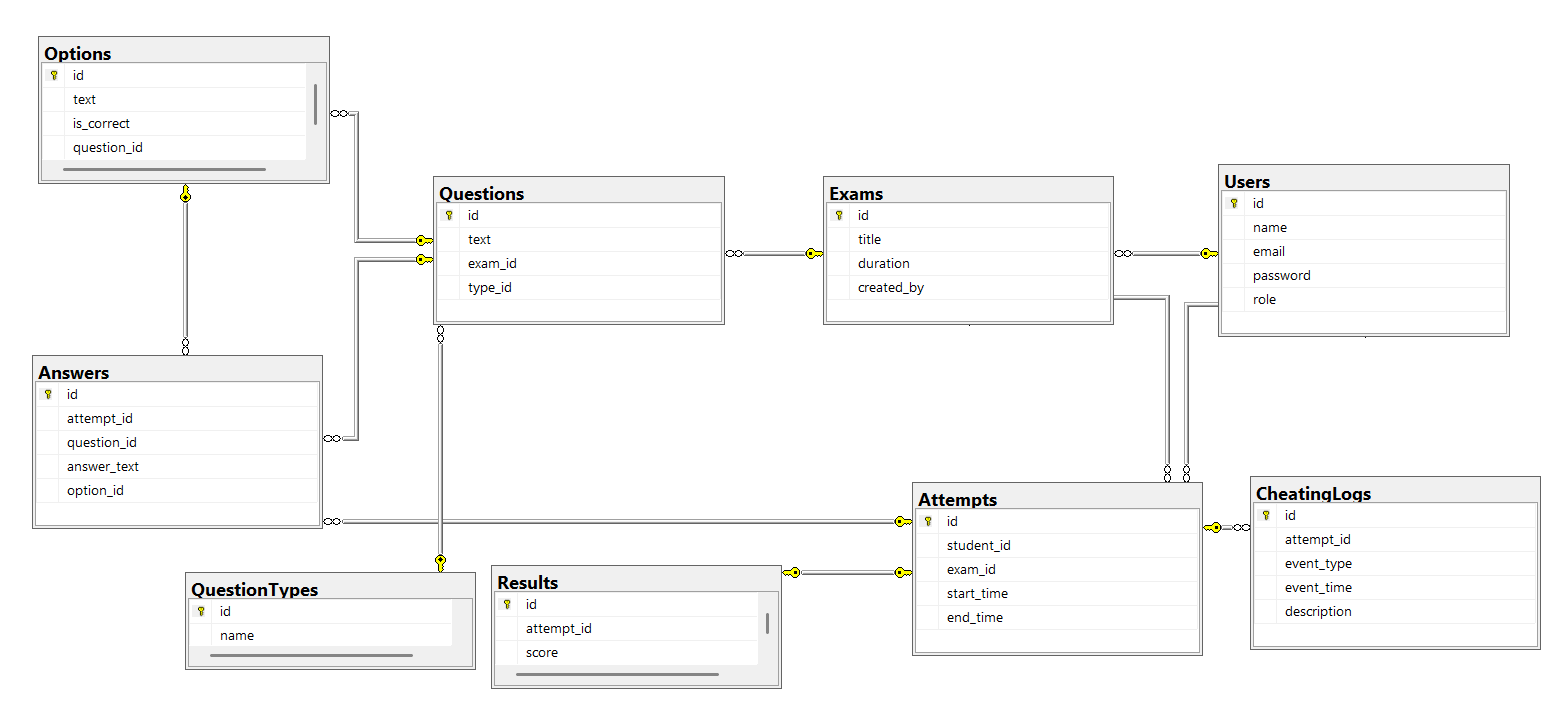 Options
id
text
is_correct
question_id
Questions
id
text
exam_id
type_id
Exams
id
title
duration
created_by
Users
id
name
email
password
role
Answers
id
attempt_id
question_id
answer_text
option_id
Attempts
id
student_id
exam_id
start_time
end_time
CheatingLogs
id
attempt_id
event_type
event_time
description
QuestionTypes
id
name
Results
id
attempt_id
score